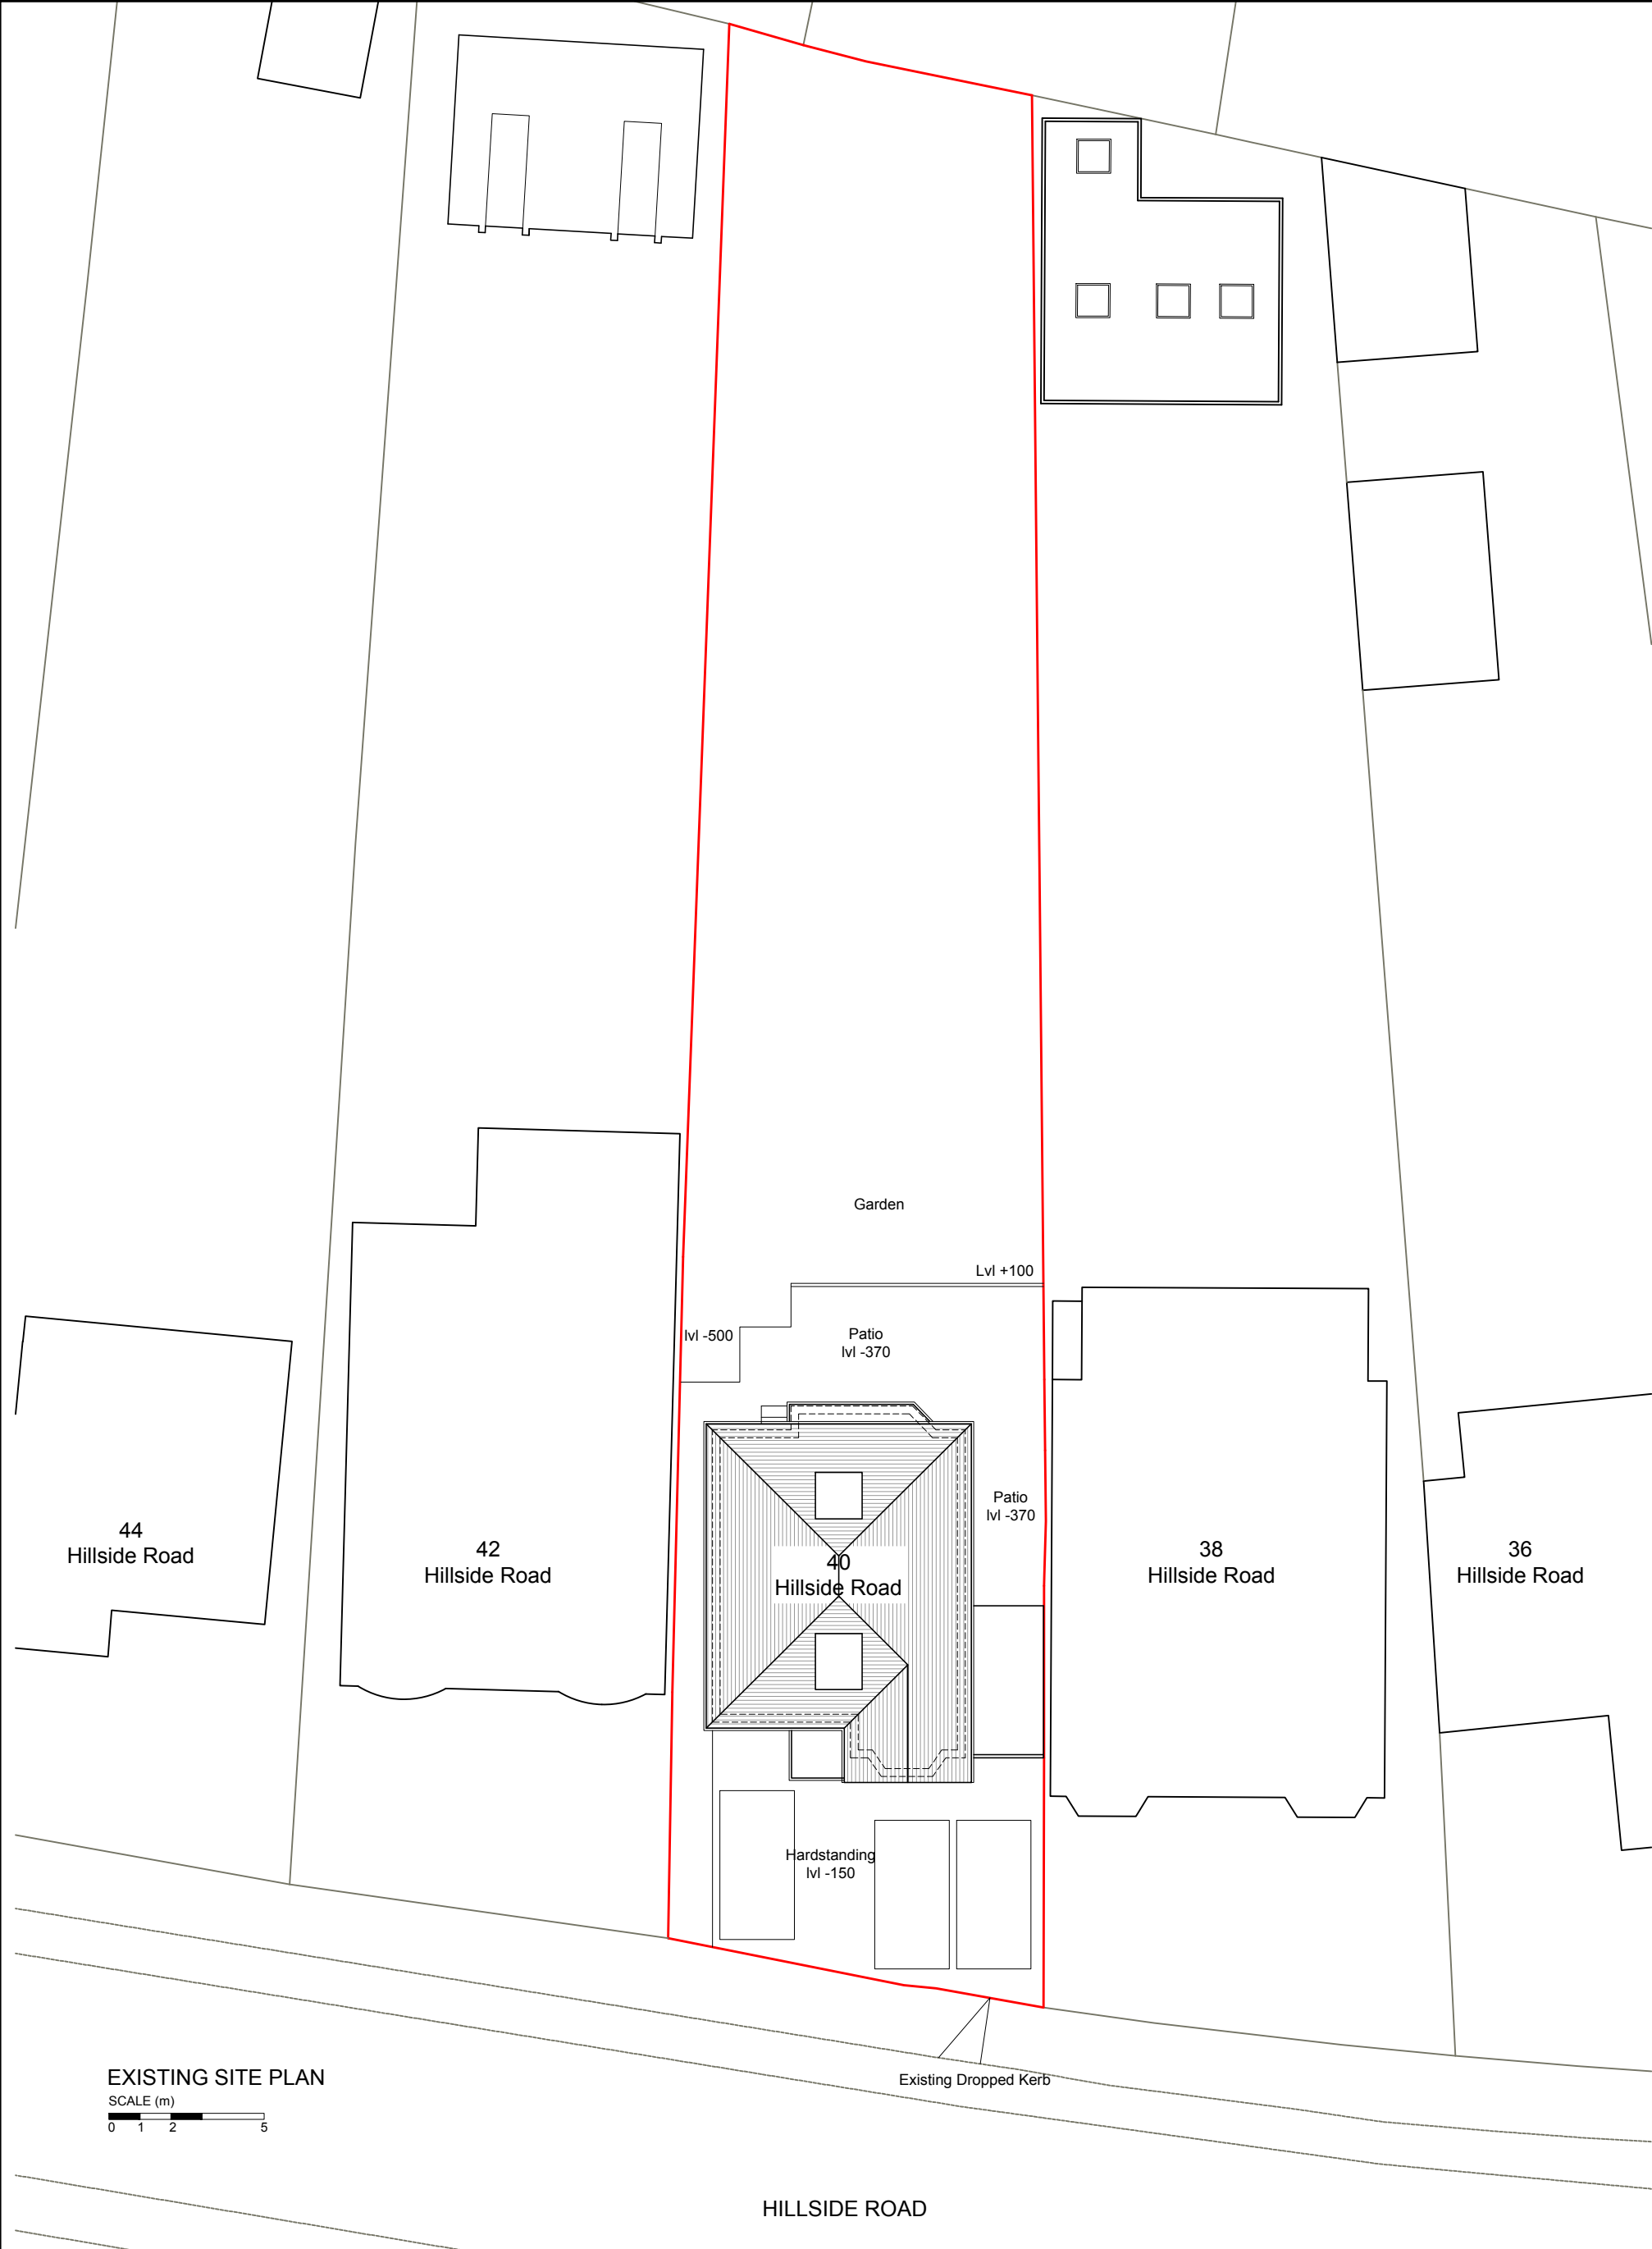 Garden
Lvl +100
lvl -500
Patio
lvl -370
Patio
lvl -370
44
Hillside Road
42
Hillside Road
40
Hillside Road
38
Hillside Road
36
Hillside Road
Hardstanding
lvl -150
Existing Dropped Kerb
EXISTING SITE PLAN
SCALE (m)
0 1 2 5
HILLSIDE ROAD